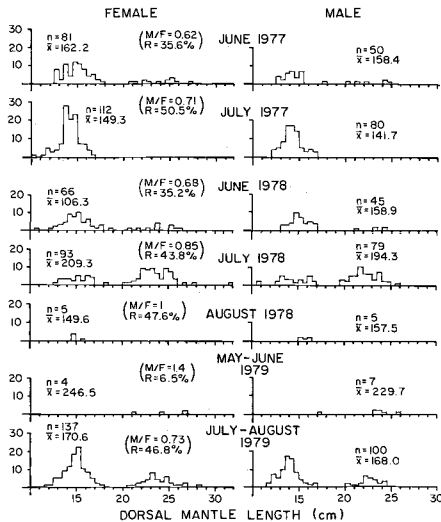 FEMALE
MALE
30
20
10
n=81
x̄=162.2
(M/F=0.62
R=35.6%)
JUNE 1977
n=50
x̄=158.4
30
20
10
n=112
x̄=149.3
(M/F=0.71
R=50.5%)
JULY 1977
n=80
x̄=141.7
20
10
n=66
x̄=106.3
(M/F=0.68
R=35.2%)
JUNE 1978
n=45
x̄=158.9
20
10
n=93
x̄=209.3
(M/F=0.85
R=43.8%)
JULY 1978
n=79
x̄=194.3
20
10
n=5
x̄=149.6
(M/F=1
R=47.6%)
AUGUST 1978
n=5
x̄=157.5
20
10
n=4
x̄=246.5
(M/F=1.4
R=6.5%)
MAY-JUNE
1979
n=7
x̄=229.7
30
20
10
n=137
x̄=170.6
(M/F=0.73
R=46.8%)
JULY-AUGUST
1979
n=100
x̄=168.0
10 20 30 10 20 30
DORSAL MANTLE LENGTH (cm)